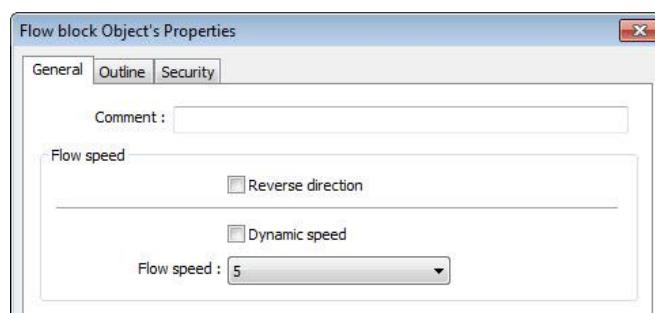 Flow block Object's Properties
General Outline Security
Comment :
Flow speed
Reverse direction
Dynamic speed
Flow speed : 5